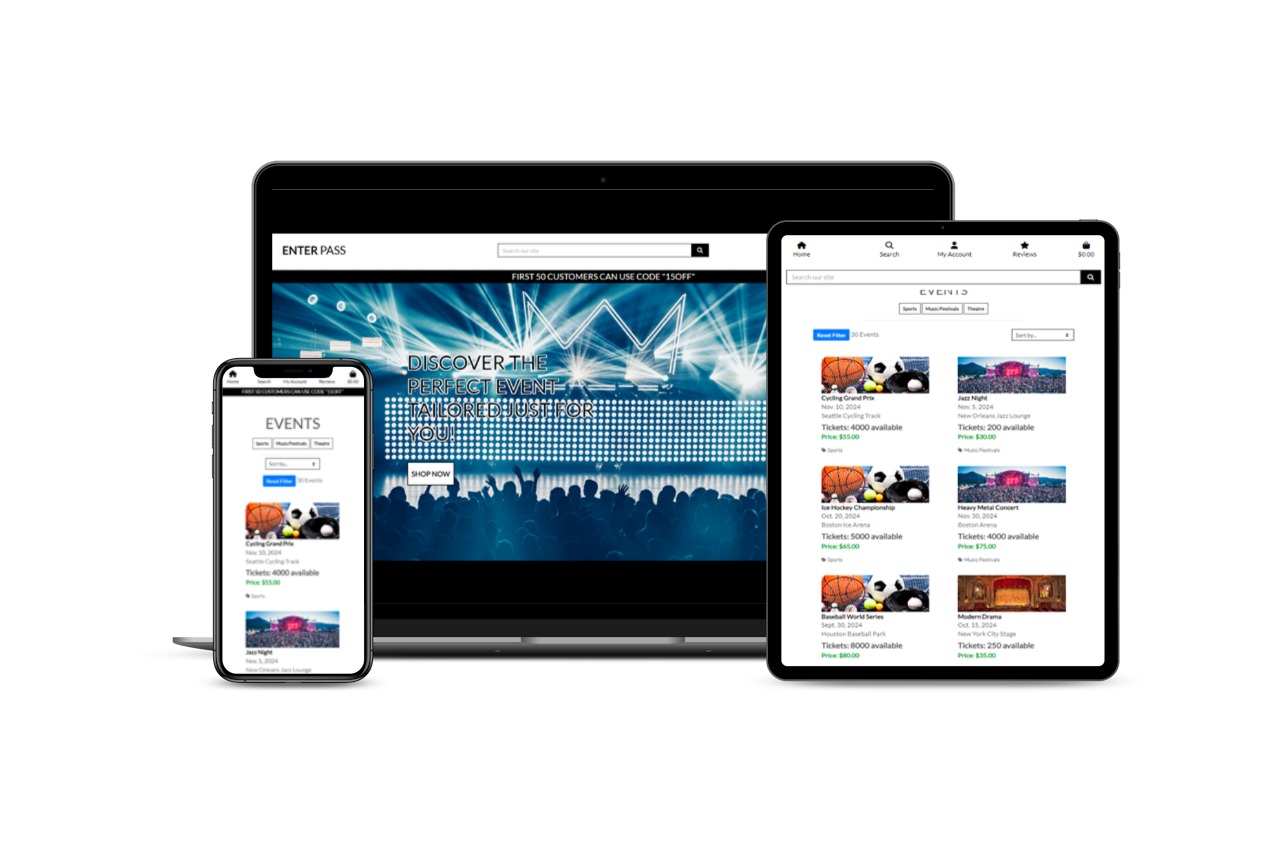 ENTER PASS
Search our site
FIRST 50 CUSTOMERS CAN USE CODE "15OFF"
DISCOVER THE
PERFECT EVENT
TAILORED JUST FOR
YOU!
SHOP NOW
Home Search My Account Reviews $0.00
FIRST 50 CUSTOMERS CAN USE CODE "15OFF"
EVENTS
Sports Music/Festivals Theatre
Sort by...
Reset Filter 30 Events
Cycling Grand Prix
Nov. 10, 2024
Seattle Cycling Track
Tickets: 4000 available
Price: $55.00
Sports
Jazz Night
Nov. 5, 2024
New Orleans Jazz Lounge
Home Search My Account Reviews $0.00
Search our site
EVENTS
Sports Music/Festivals Theatre
Reset Filter 30 Events Sort by...
Cycling Grand Prix
Nov. 10, 2024
Seattle Cycling Track
Tickets: 4000 available
Price: $55.00
Sports
Jazz Night
Nov. 5, 2024
New Orleans Jazz Lounge
Tickets: 200 available
Price: $30.00
Music/Festivals
Ice Hockey Championship
Oct. 20, 2024
Boston Ice Arena
Tickets: 5000 available
Price: $65.00
Sports
Heavy Metal Concert
Nov. 30, 2024
Boston Arena
Tickets: 4000 available
Price: $75.00
Music/Festivals
Baseball World Series
Sept. 30, 2024
Houston Baseball Park
Tickets: 8000 available
Price: $80.00
Modern Drama
Oct. 15, 2024
New York City Stage
Tickets: 250 available
Price: $35.00